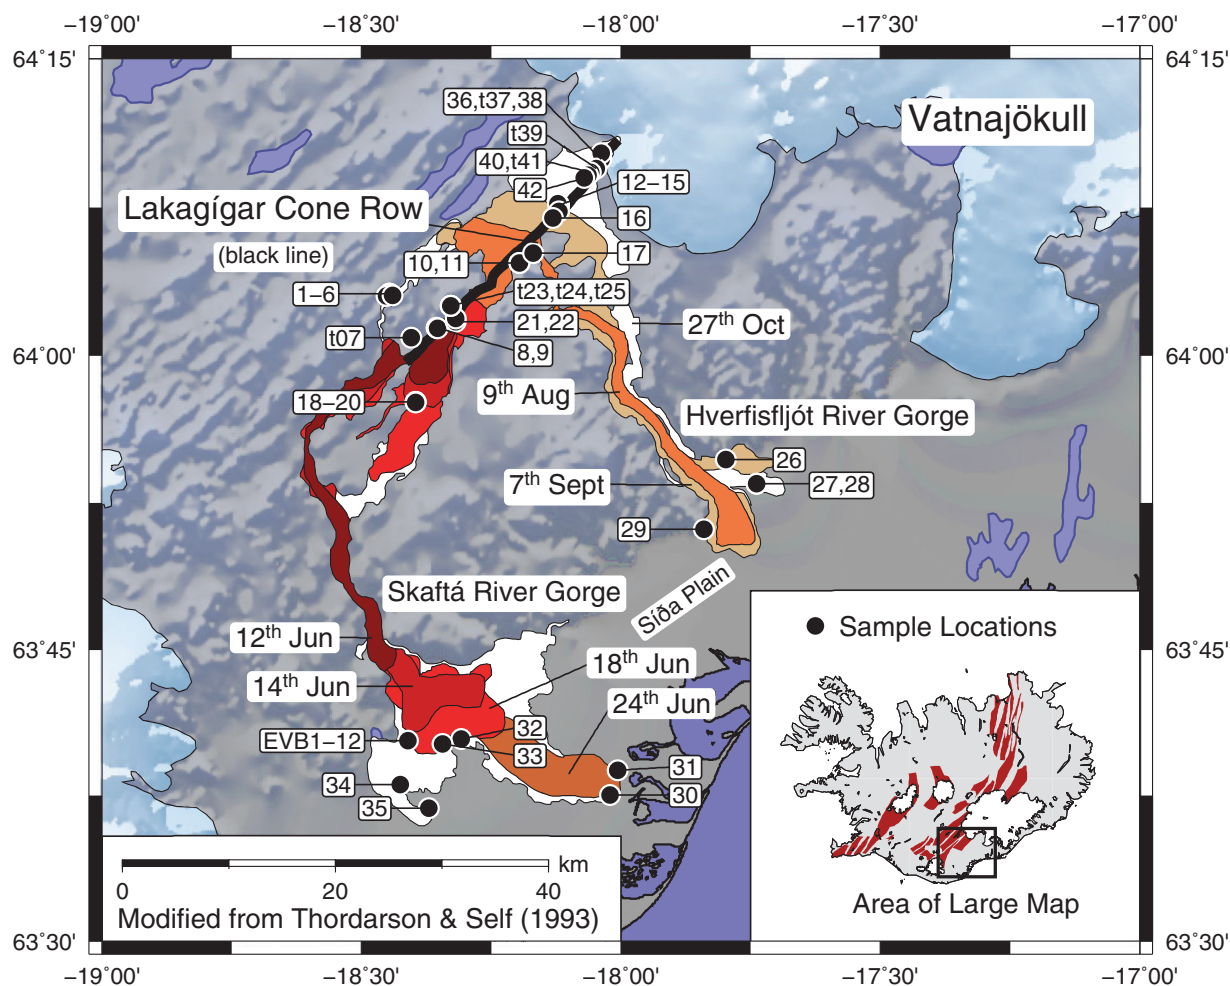 −19˚00'
−18˚30'
−18˚00'
−17˚30'
−17˚00'
64˚15'
64˚15'
36,t37,38
Vatnajökull
t39
40,t41
42
12−15
Lakagígar Cone Row
16
(black line)
17
10,11
1−6
t23,t24,t25
21,22
27th Oct
t07
8,9
64˚00'
64˚00'
9th Aug
18−20
Hverfisfljót River Gorge
26
7th Sept
27,28
29
Skaftá River Gorge
Síða Plain
Sample Locations
12th Jun
63˚45'
63˚45'
18th Jun
14th Jun
24th Jun
32
EVB1−12
33
31
34
30
35
km
0
20
40
Modified from Thordarson & Self (1993)
Area of Large Map
63˚30'
63˚30'
−19˚00'
−18˚30'
−18˚00'
−17˚30'
−17˚00'